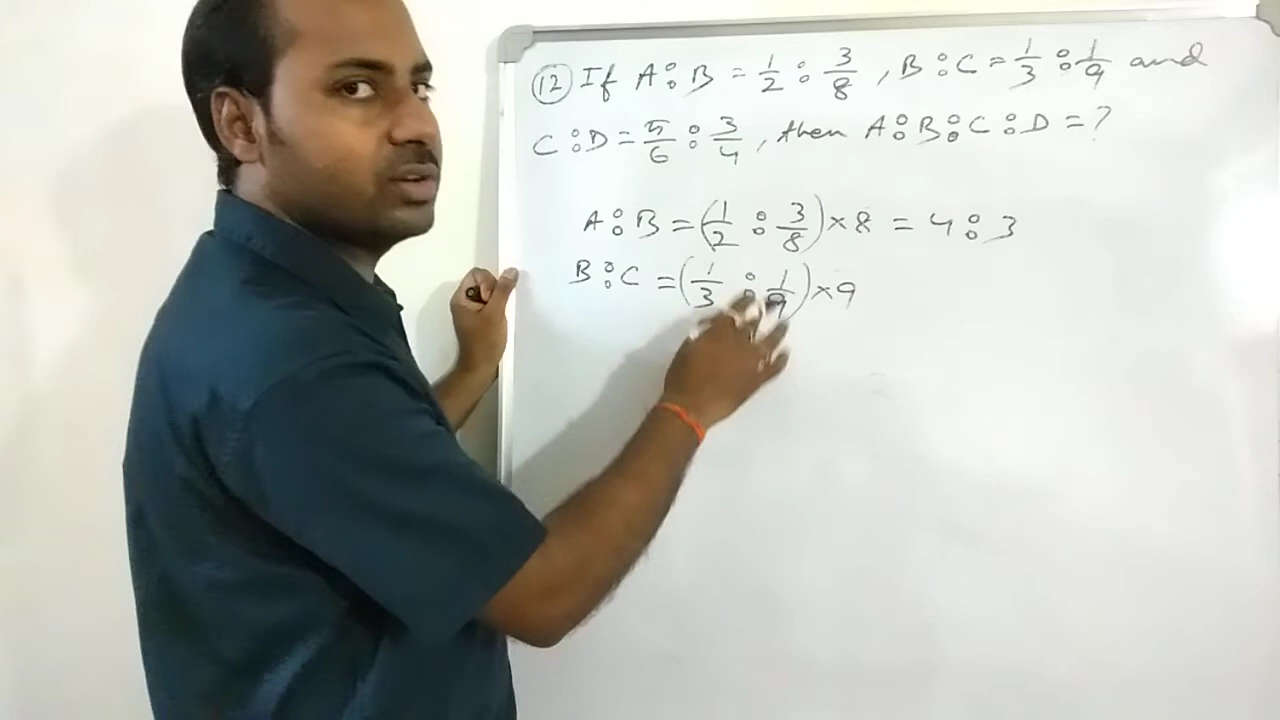 (12) If A:B = 1/2 : 3/8, B:C = 1/3 : 1/9 and
C:D = 5/6 : 3/4, then A:B:C:D = ?
A:B = (1/2 : 3/8) × 8 = 4:3
B:C = (1/3 : 1/9) × 9